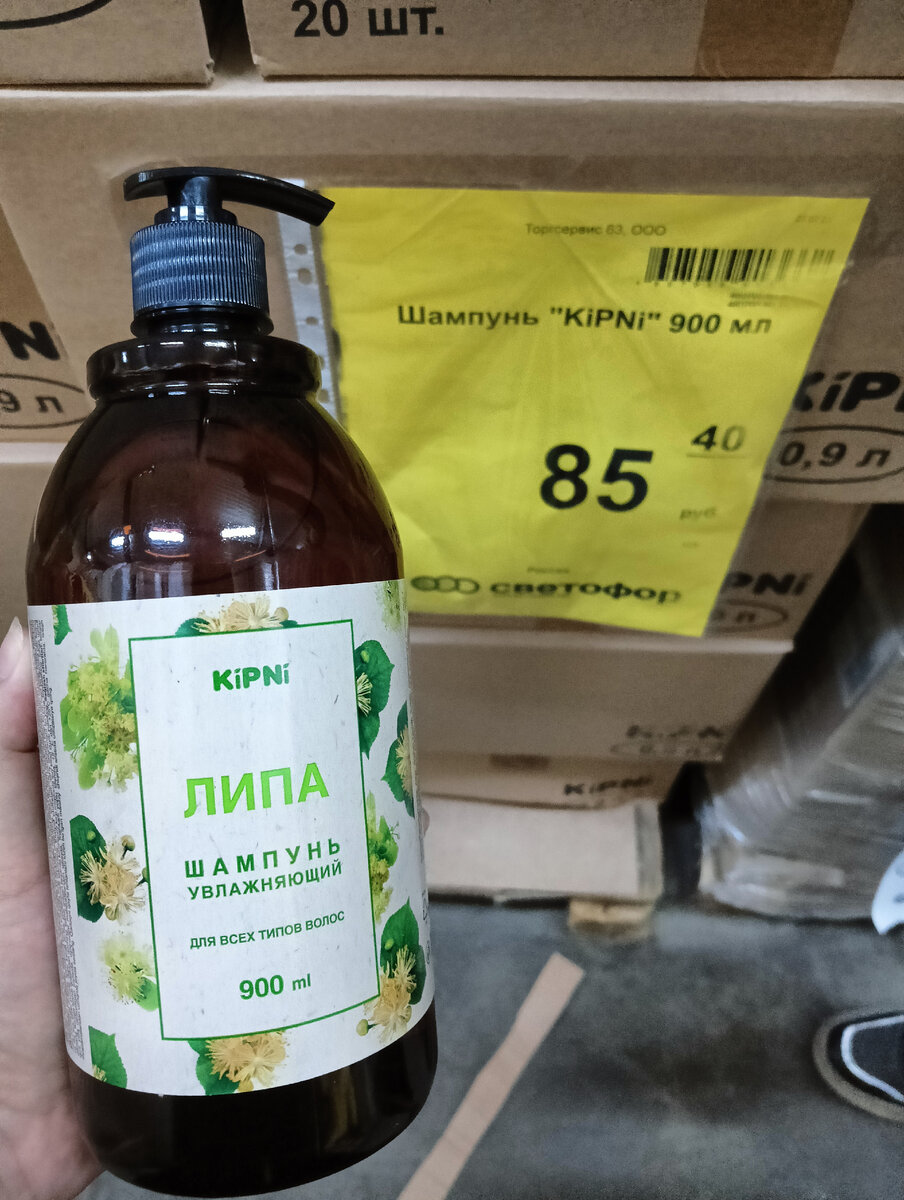 20 шт.
Торгсервис 63, ООО
Шампунь "KiPNi" 900 мл
85 40
руб.
Россия
светофор
0,9 л
KiPNi
KiPNi
ЛИПА
ШАМПУНЬ
УВЛАЖНЯЮЩИЙ
ДЛЯ ВСЕХ ТИПОВ ВОЛОС
900 ml